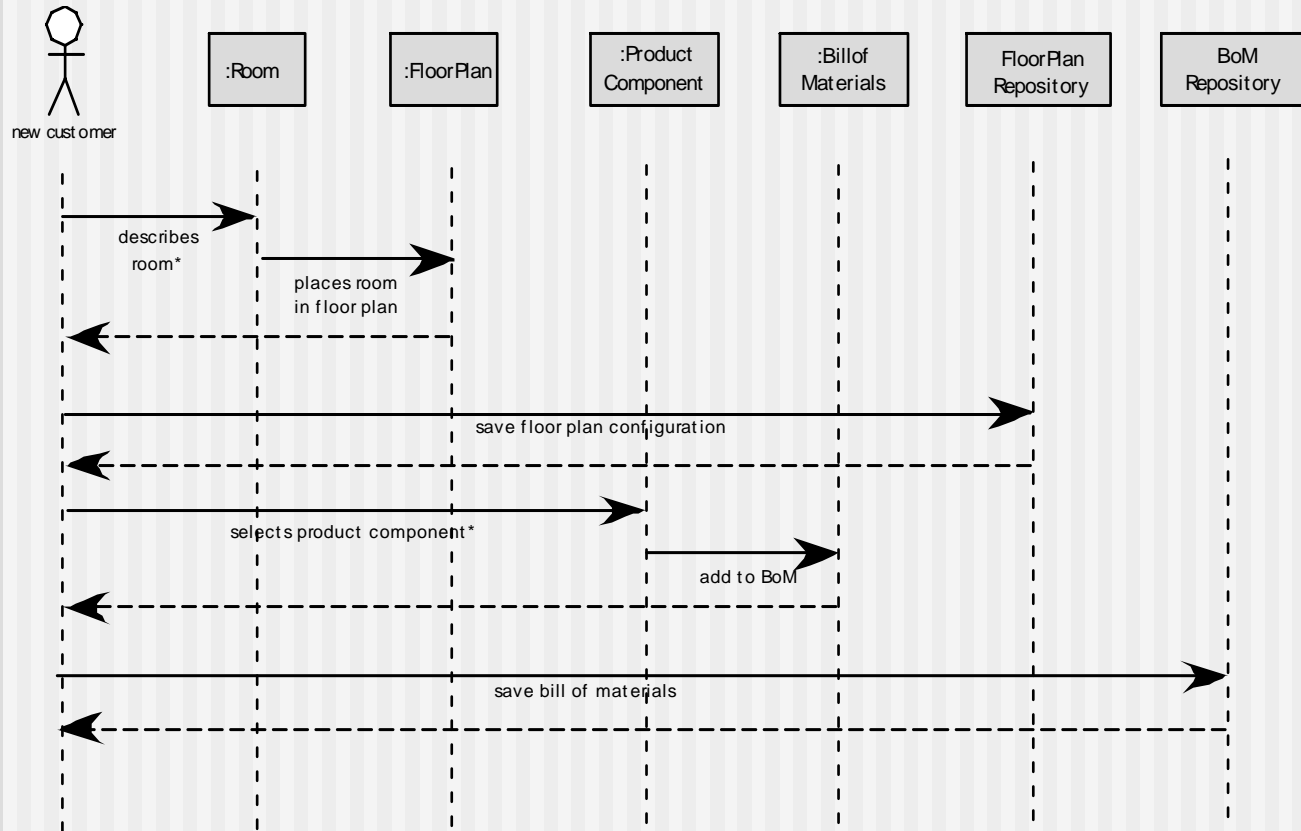 :Room
:FloorPlan
:Product
Component
:Billof
Materials
FloorPlan
Repository
BoM
Repository
new customer
describes
room*
places room
in floor plan
save floor plan configuration
selects product component*
add to BoM
save bill of materials